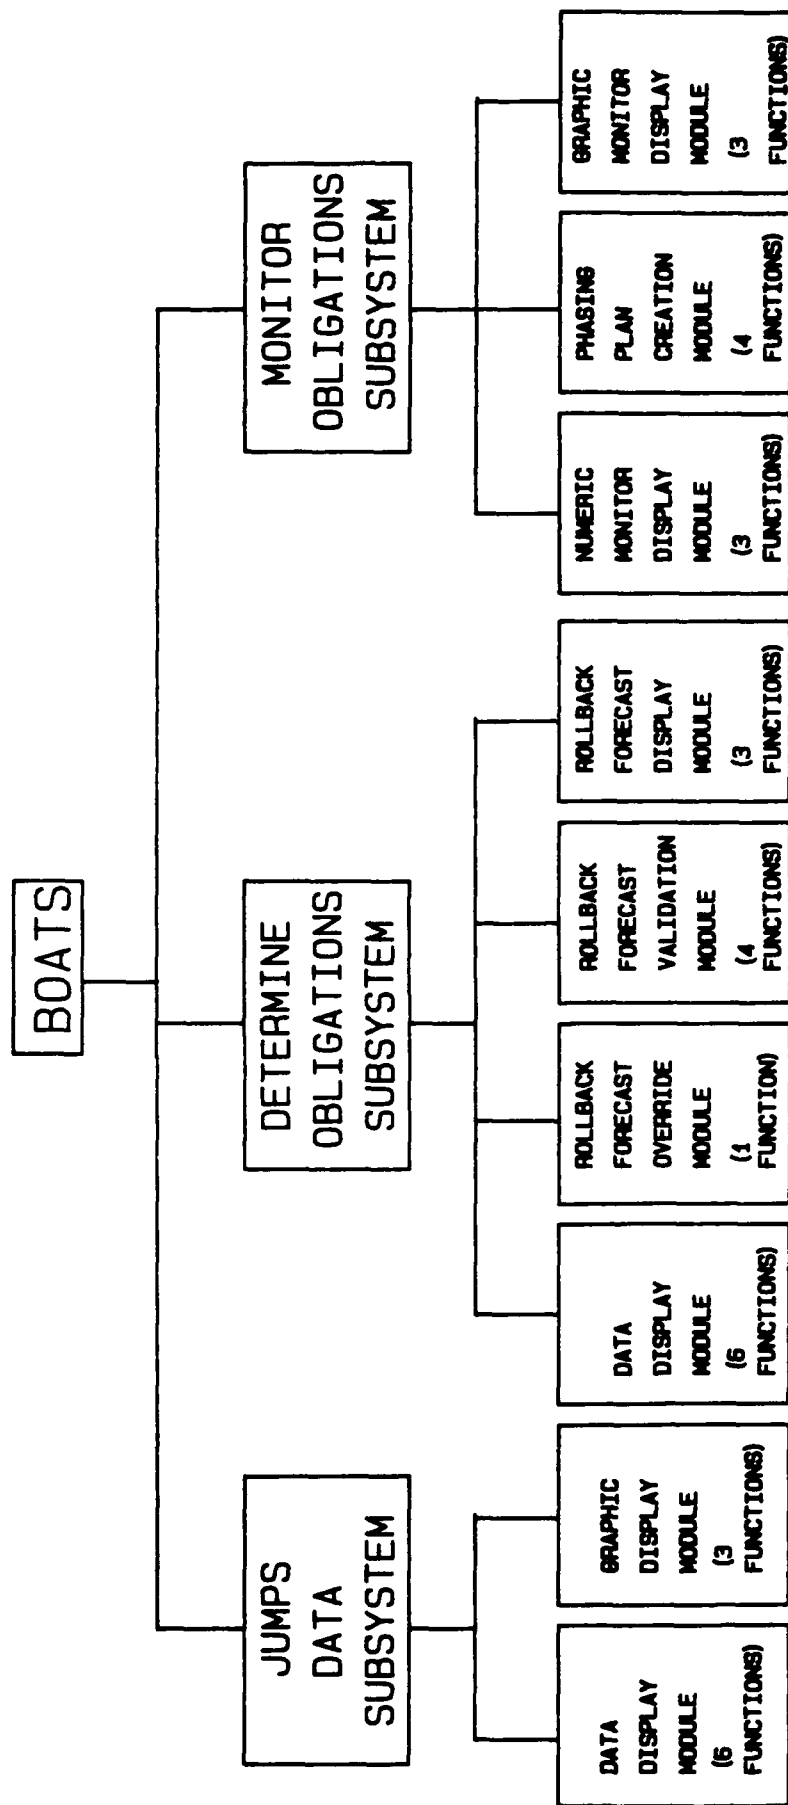 BOATS
JUMPS
DATA
SUBSYSTEM
DETERMINE
OBLIGATIONS
SUBSYSTEM
MONITOR
OBLIGATIONS
SUBSYSTEM
DATA
DISPLAY
MODULE
(6
FUNCTIONS)
GRAPHIC
DISPLAY
MODULE
(3
FUNCTIONS)
DATA
DISPLAY
MODULE
(6
FUNCTIONS)
ROLLBACK
FORECAST
OVERRIDE
MODULE
(1
FUNCTION)
ROLLBACK
FORECAST
VALIDATION
MODULE
(4
FUNCTIONS)
ROLLBACK
FORECAST
DISPLAY
MODULE
(3
FUNCTIONS)
NUMERIC
MONITOR
DISPLAY
MODULE
(3
FUNCTIONS)
PHASING
PLAN
CREATION
MODULE
(4
FUNCTIONS)
GRAPHIC
MONITOR
DISPLAY
MODULE
(3
FUNCTIONS)